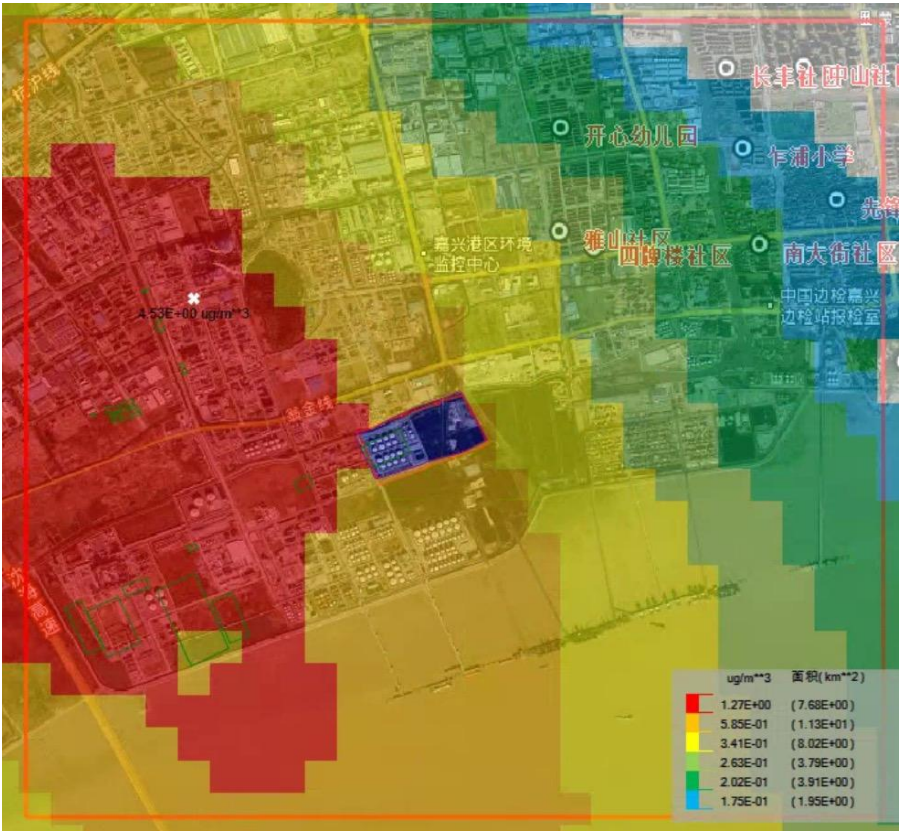 长丰社区
中山社区
开心幼儿园
乍浦小学
先锋
雅山社区
四牌楼社区
南大街社区
嘉兴港区环境
监控中心
中国边检嘉兴
边检站报检室
4.53E+00 ug/m**3
ug/m**3 面积(km**2)
1.27E+00 (7.68E+00)
5.85E-01 (1.13E+01)
3.41E-01 (8.02E+00)
2.63E-01 (3.79E+00)
2.02E-01 (3.91E+00)
1.75E-01 (1.95E+00)